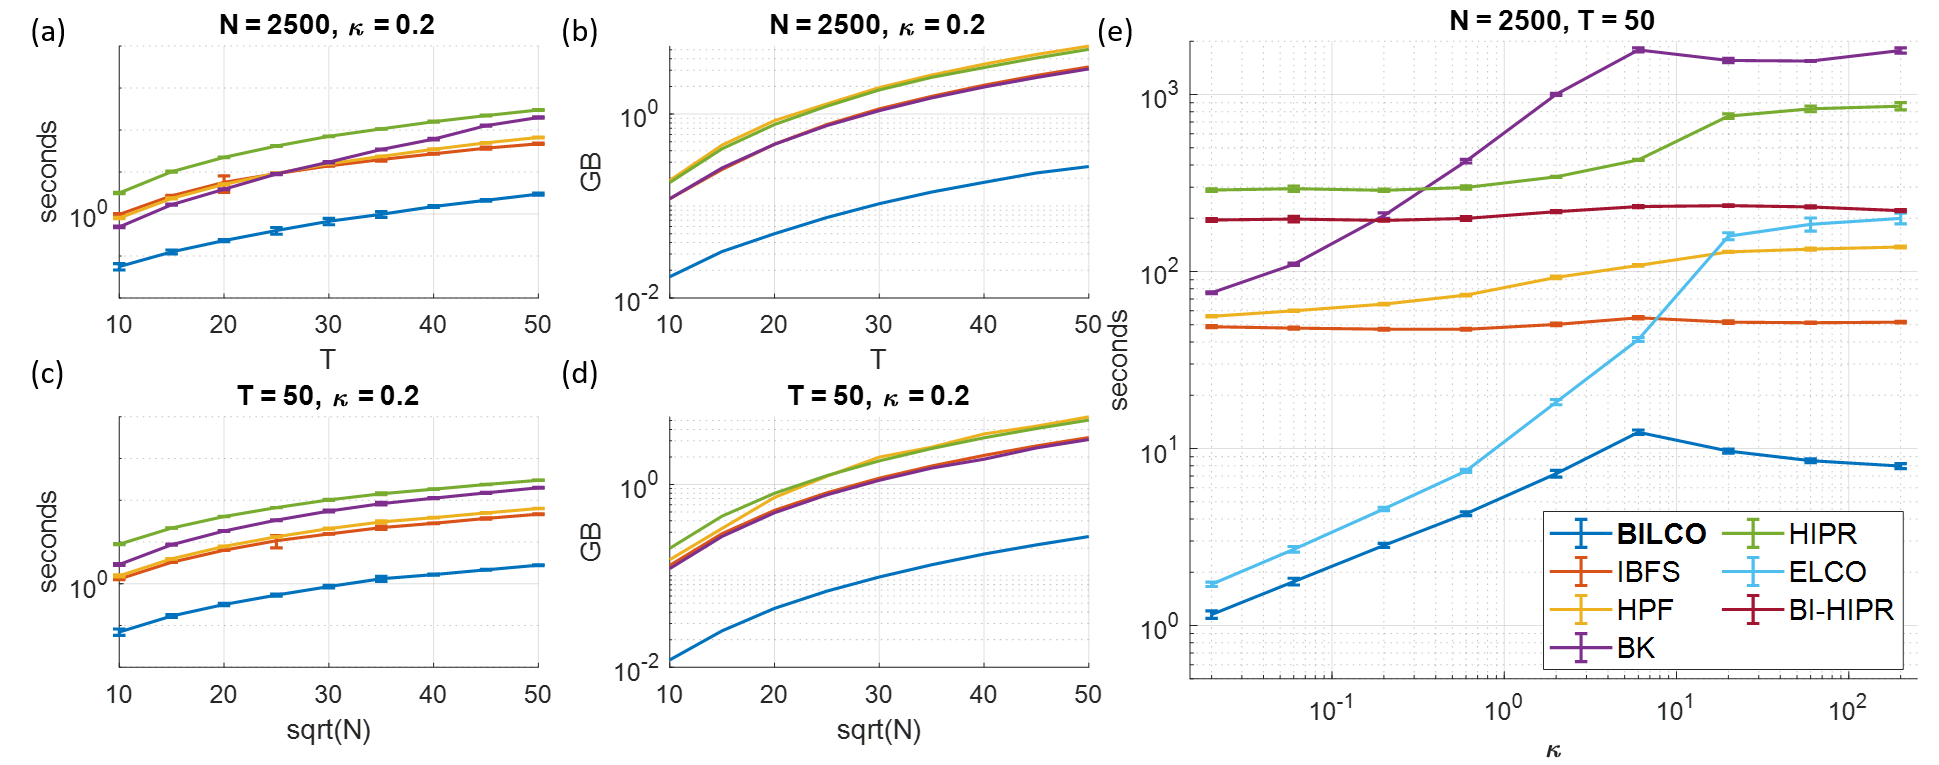 (a)
N = 2500, κ = 0.2
seconds
10^0
10 20 30 40 50
T
(b)
N = 2500, κ = 0.2
GB
10^0
10^-2
10 20 30 40 50
T
(c)
T = 50, κ = 0.2
seconds
10^0
10 20 30 40 50
sqrt(N)
(d)
T = 50, κ = 0.2
GB
10^0
10^-2
10 20 30 40 50
sqrt(N)
(e)
N = 2500, T = 50
seconds
10^3
10^2
10^1
10^0
10^-1 10^0 10^1 10^2
κ
BILCO HIPR
IBFS ELCO
HPF BI-HIPR
BK